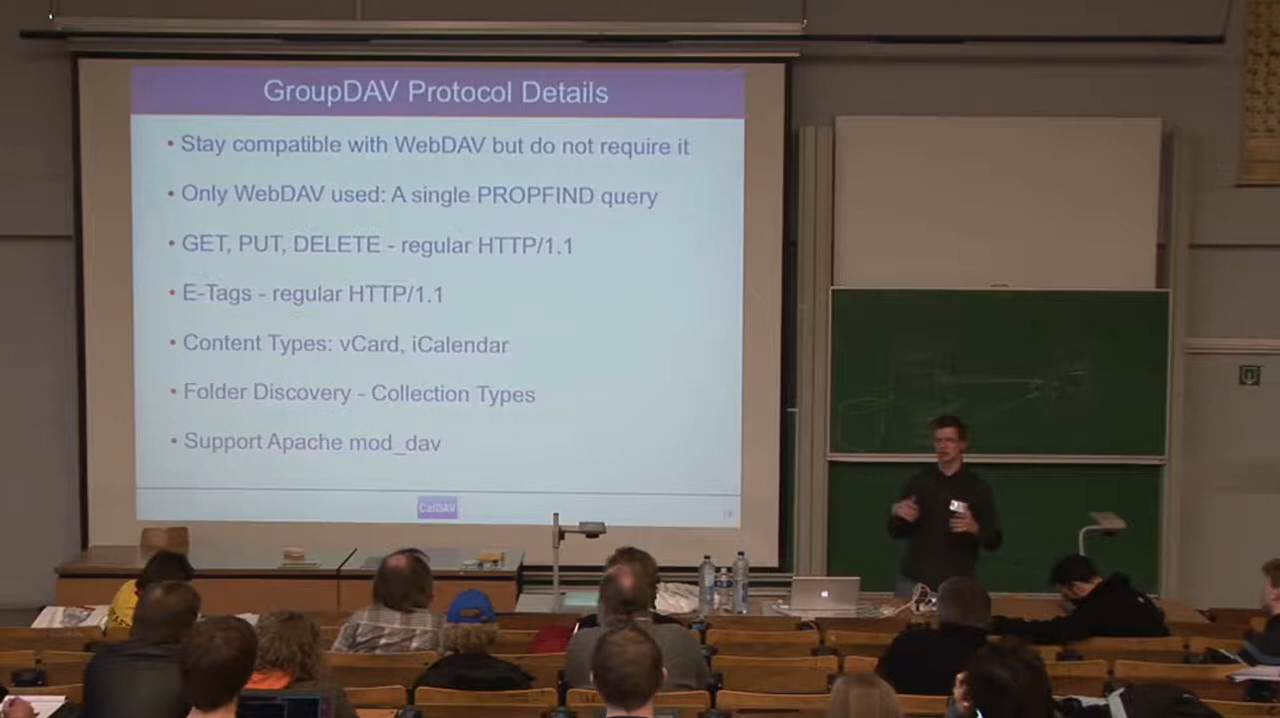 GroupDAV Protocol Details
• Stay compatible with WebDAV but do not require it
• Only WebDAV used: A single PROPFIND query
• GET, PUT, DELETE - regular HTTP/1.1
• E-Tags - regular HTTP/1.1
• Content Types: vCard, iCalendar
• Folder Discovery - Collection Types
• Support Apache mod_dav
CalDAV